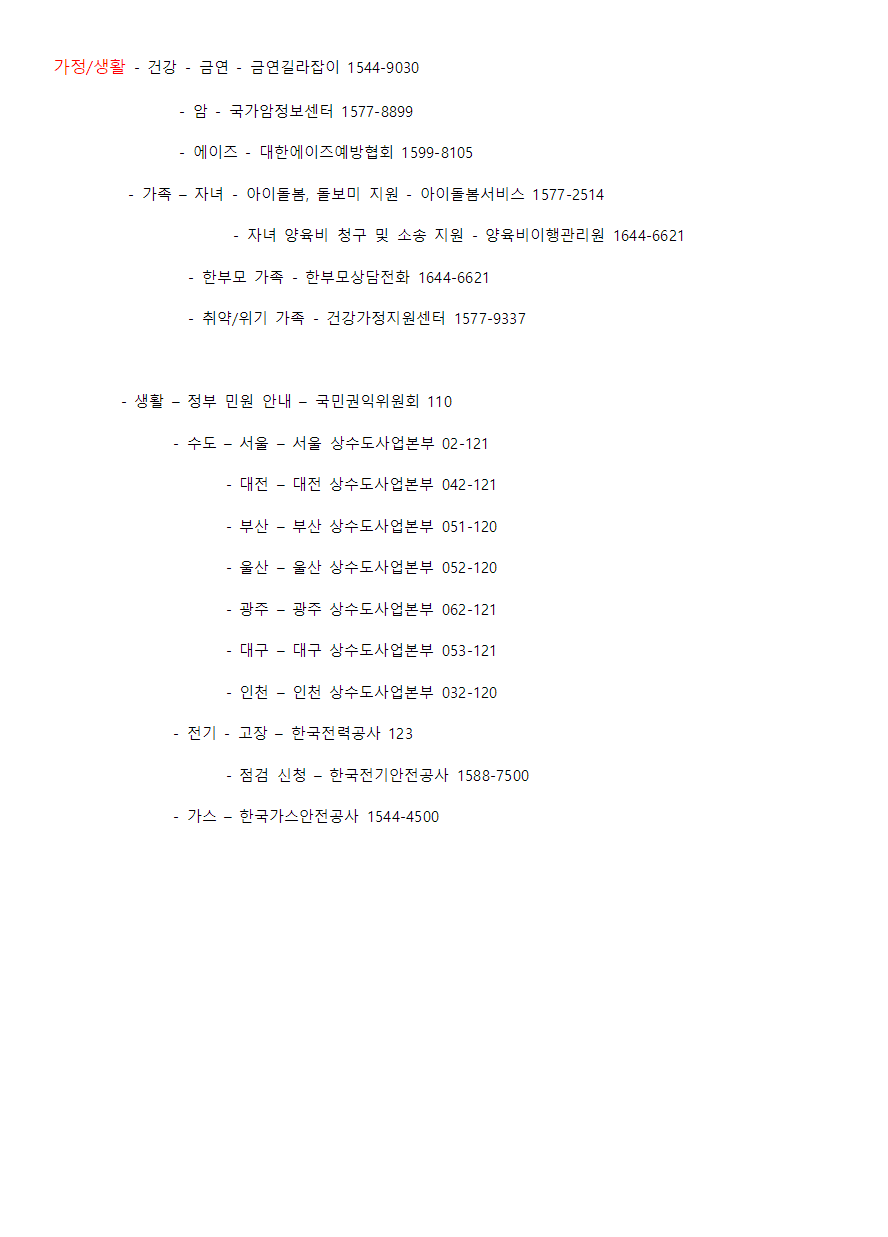 가정/생활 - 건강 - 금연 - 금연길라잡이 1544-9030
- 암 - 국가암정보센터 1577-8899
- 에이즈 - 대한에이즈예방협회 1599-8105
- 가족 – 자녀 - 아이돌봄, 돌보미 지원 - 아이돌봄서비스 1577-2514
- 자녀 양육비 청구 및 소송 지원 - 양육비이행관리원 1644-6621
- 한부모 가족 - 한부모상담전화 1644-6621
- 취약/위기 가족 - 건강가정지원센터 1577-9337
- 생활 – 정부 민원 안내 – 국민권익위원회 110
- 수도 – 서울 – 서울 상수도사업본부 02-121
- 대전 – 대전 상수도사업본부 042-121
- 부산 – 부산 상수도사업본부 051-120
- 울산 – 울산 상수도사업본부 052-120
- 광주 – 광주 상수도사업본부 062-121
- 대구 – 대구 상수도사업본부 053-121
- 인천 – 인천 상수도사업본부 032-120
- 전기 - 고장 – 한국전력공사 123
- 점검 신청 – 한국전기안전공사 1588-7500
- 가스 – 한국가스안전공사 1544-4500